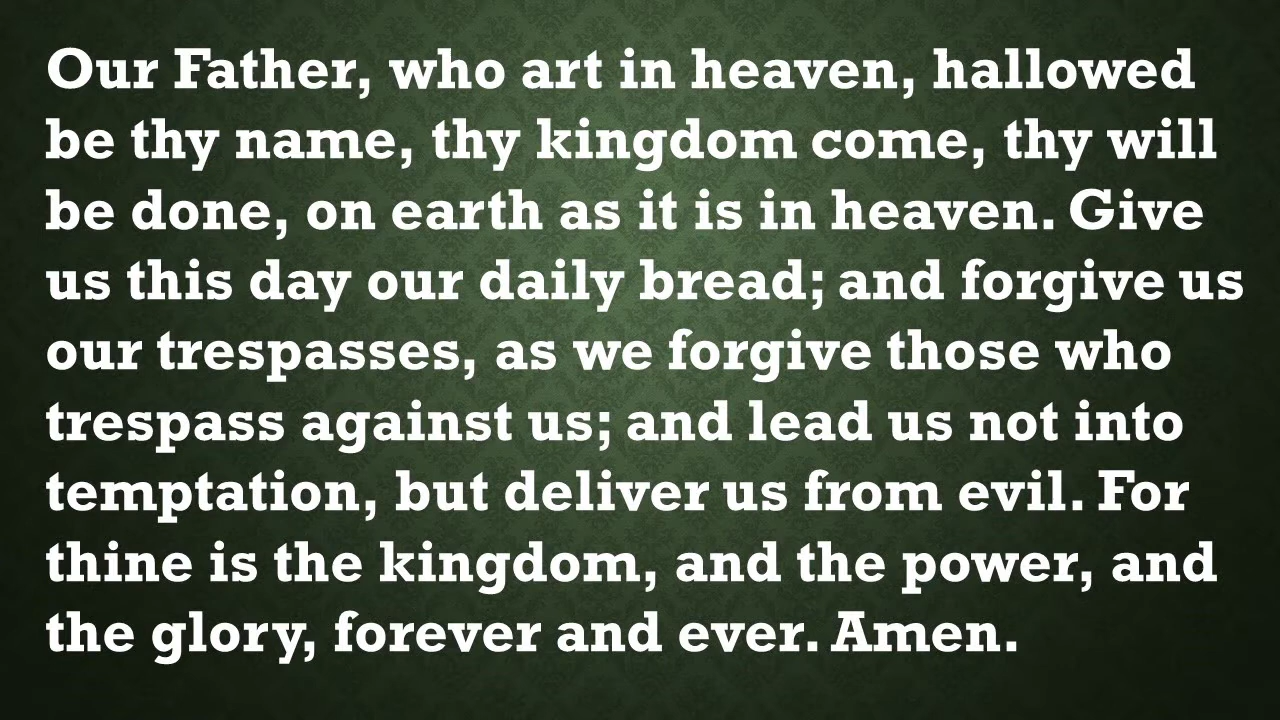 Our Father, who art in heaven, hallowed
be thy name, thy kingdom come, thy will
be done, on earth as it is in heaven. Give
us this day our daily bread; and forgive us
our trespasses, as we forgive those who
trespass against us; and lead us not into
temptation, but deliver us from evil. For
thine is the kingdom, and the power, and
the glory, forever and ever. Amen.